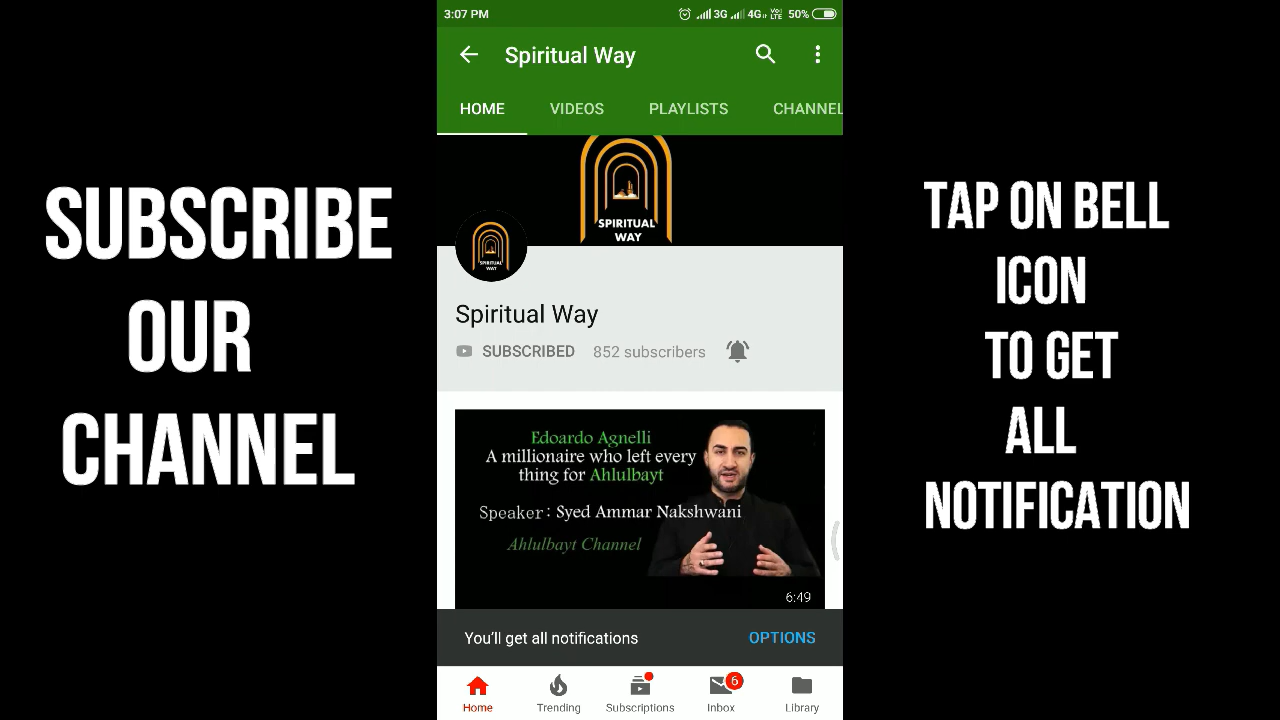 SUBSCRIBE
OUR
CHANNEL
3:07 PM 3G 4G VoLTE 50%
Spiritual Way
HOME VIDEOS PLAYLISTS CHANNEL
SPIRITUAL
WAY
SPIRITUAL
WAY
Spiritual Way
SUBSCRIBED 852 subscribers
Edoardo Agnelli
A millionaire who left every
thing for Ahlulbayt
Speaker: Syed Ammar Nakshwani
Ahlulbayt Channel
6:49
You'll get all notifications OPTIONS
6
Home Trending Subscriptions Inbox Library
TAP ON BELL
ICON
TO GET
ALL
NOTIFICATION